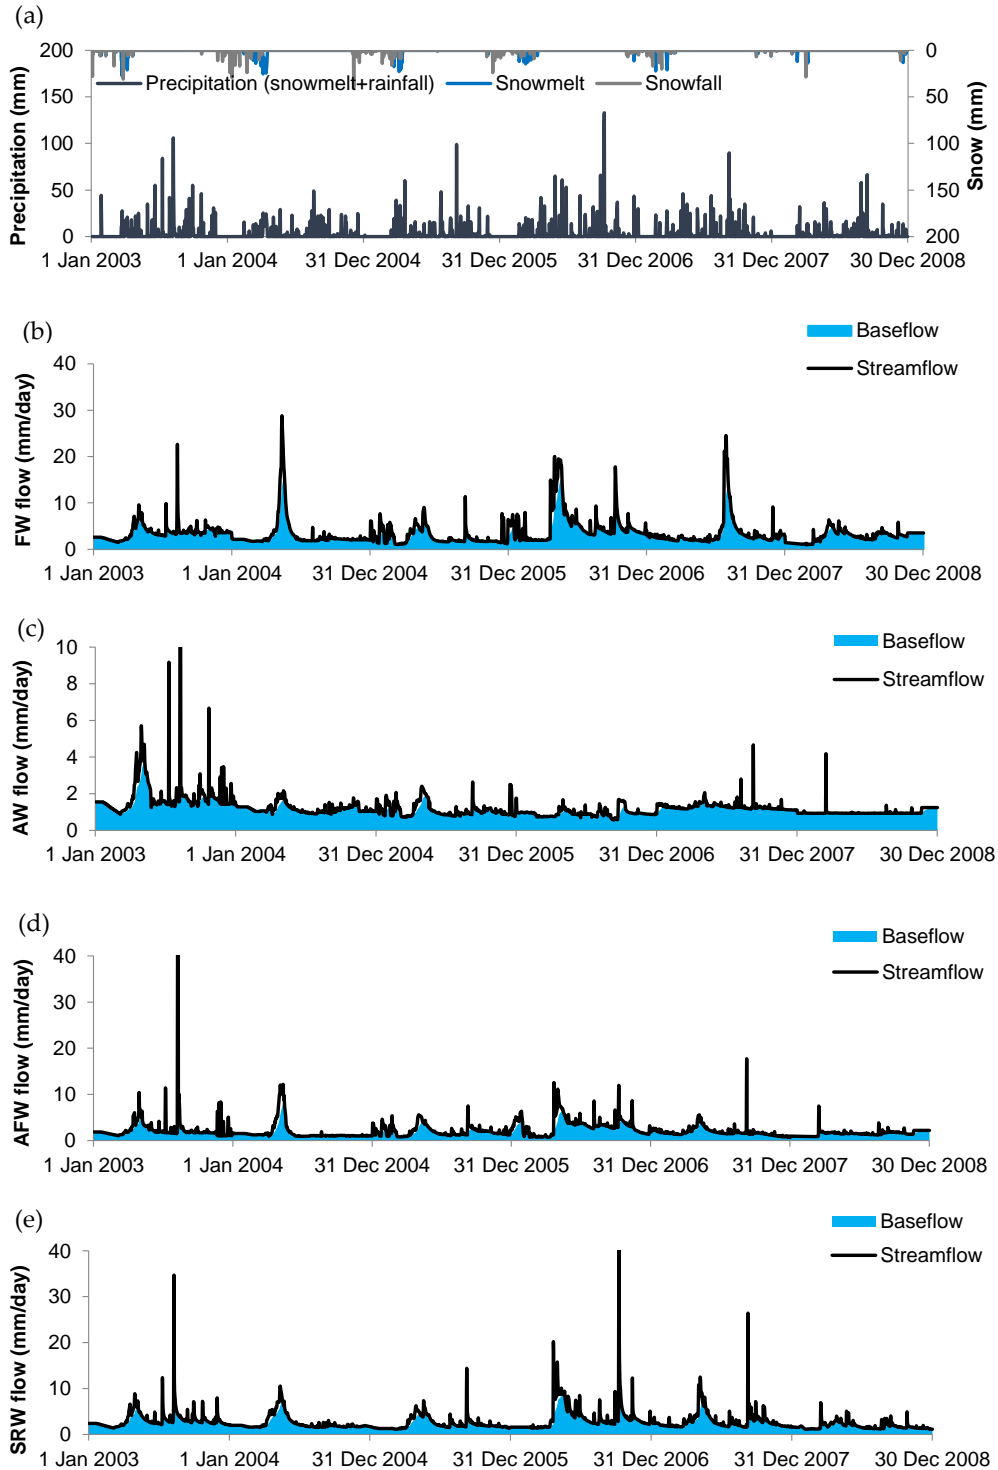 (a)
200 0
Precipitation (snowmelt+rainfall) Snowmelt Snowfall
150 50
100 100
50 150
0 200
Precipitation (mm)
Snow (mm)
1 Jan 2003 1 Jan 2004 31 Dec 2004 31 Dec 2005 31 Dec 2006 31 Dec 2007 30 Dec 2008
(b)
Baseflow
Streamflow
40
30
20
10
0
FW flow (mm/day)
1 Jan 2003 1 Jan 2004 31 Dec 2004 31 Dec 2005 31 Dec 2006 31 Dec 2007 30 Dec 2008
(c)
Baseflow
Streamflow
10
8
6
4
2
0
AW flow (mm/day)
1 Jan 2003 1 Jan 2004 31 Dec 2004 31 Dec 2005 31 Dec 2006 31 Dec 2007 30 Dec 2008
(d)
Baseflow
Streamflow
40
30
20
10
0
AFW flow (mm/day)
1 Jan 2003 1 Jan 2004 31 Dec 2004 31 Dec 2005 31 Dec 2006 31 Dec 2007 30 Dec 2008
(e)
Baseflow
Streamflow
40
30
20
10
0
SRW flow (mm/day)
1 Jan 2003 1 Jan 2004 31 Dec 2004 31 Dec 2005 31 Dec 2006 31 Dec 2007 30 Dec 2008